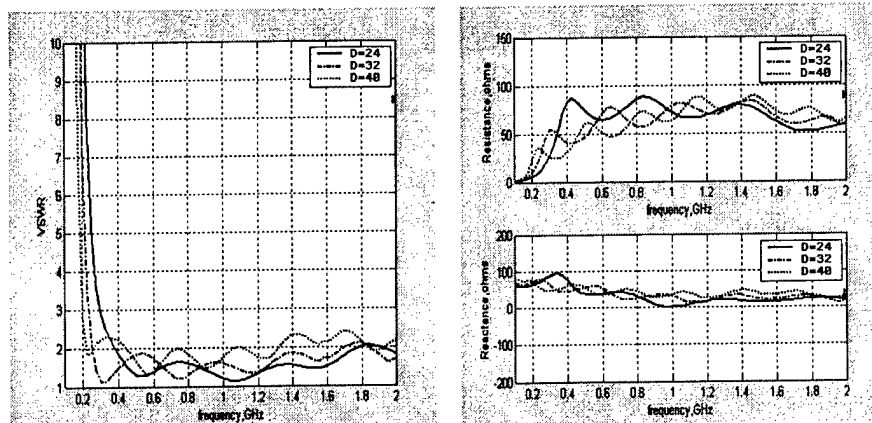 10
9
8
7
6
5
4
3
2
1
VSWR
D=24
D=32
D=40
0.2 0.4 0.6 0.8 1 1.2 1.4 1.6 1.8 2
frequency,GHz
150
100
50
0
Resistance,ohms
D=24
D=32
D=40
0.2 0.4 0.6 0.8 1 1.2 1.4 1.6 1.8 2
frequency,GHz
200
100
0
-100
-200
Reactance,ohms
D=24
D=32
D=40
0.2 0.4 0.6 0.8 1 1.2 1.4 1.6 1.8 2
frequency,GHz